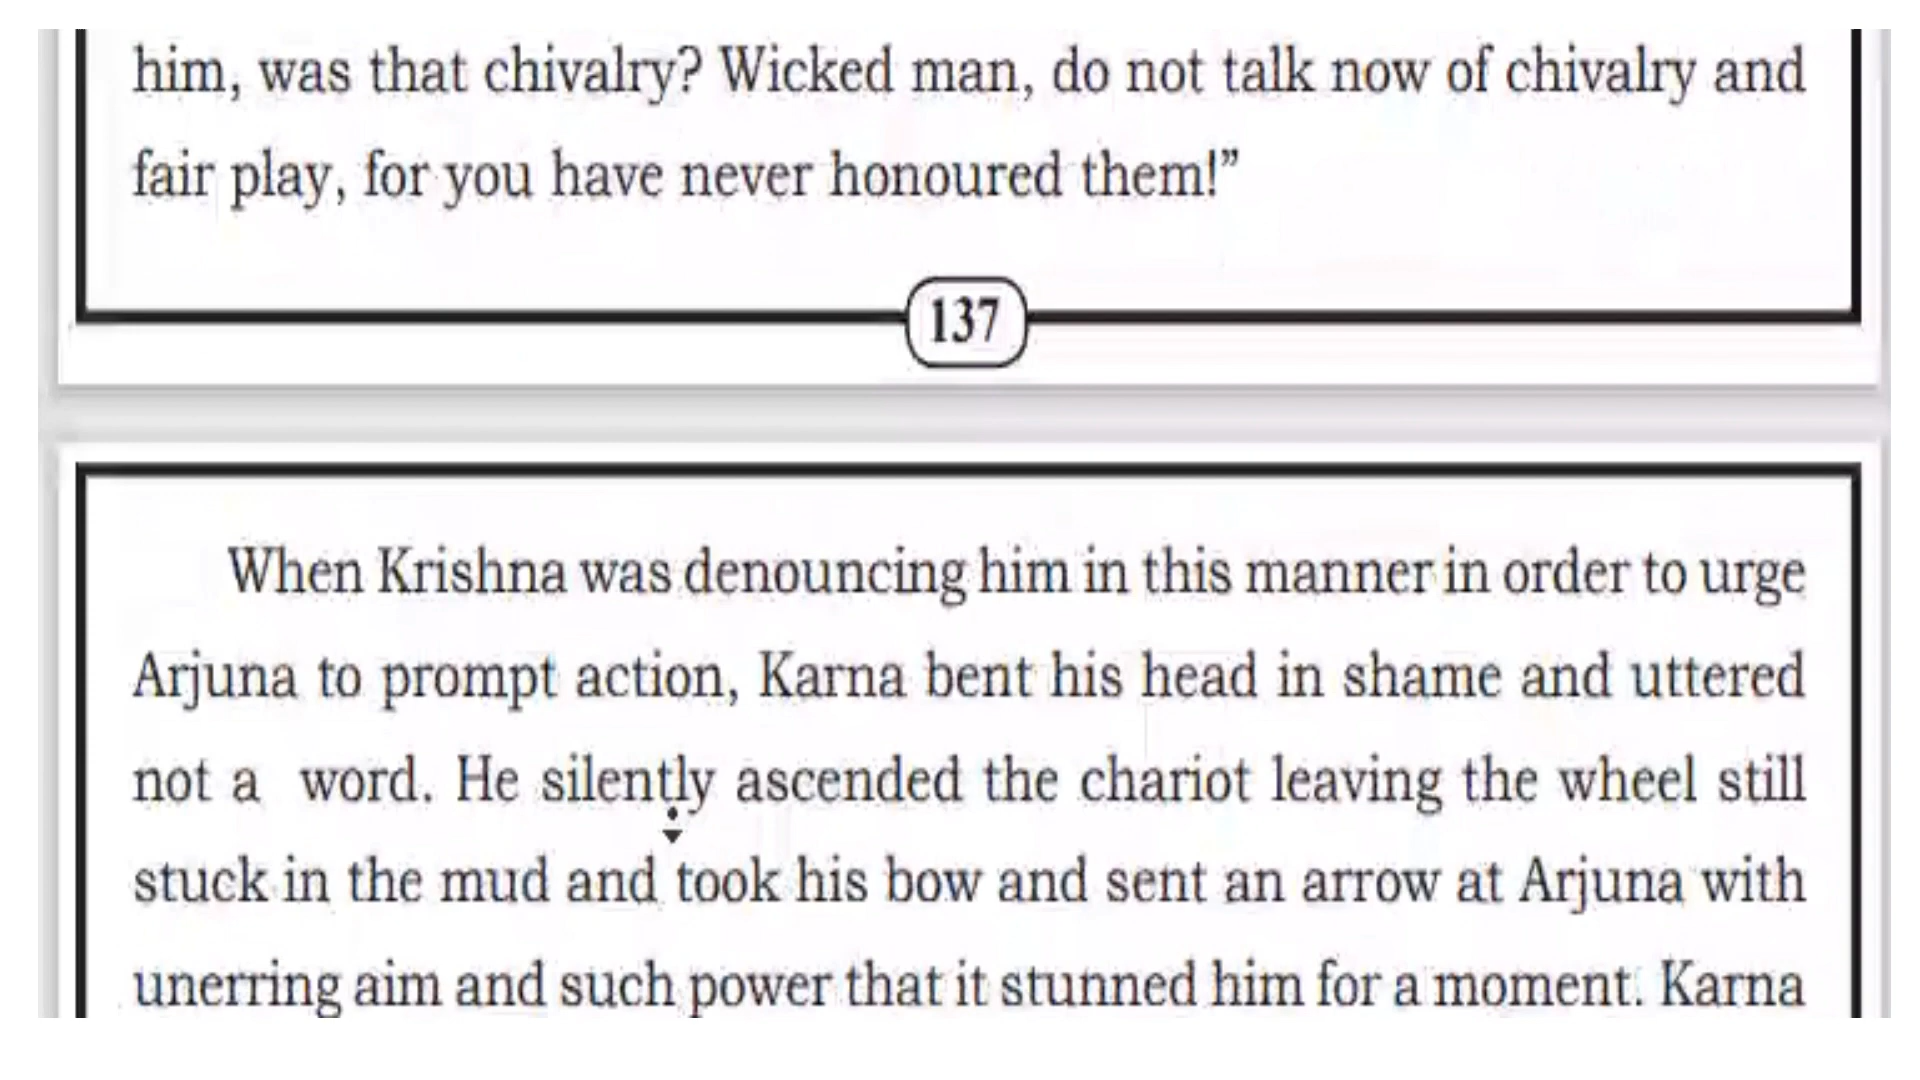 him, was that chivalry? Wicked man, do not talk now of chivalry and
fair play, for you have never honoured them!”
137
When Krishna was denouncing him in this manner in order to urge
Arjuna to prompt action, Karna bent his head in shame and uttered
not a word. He silently ascended the chariot leaving the wheel still
stuck in the mud and took his bow and sent an arrow at Arjuna with
unerring aim and such power that it stunned him for a moment. Karna